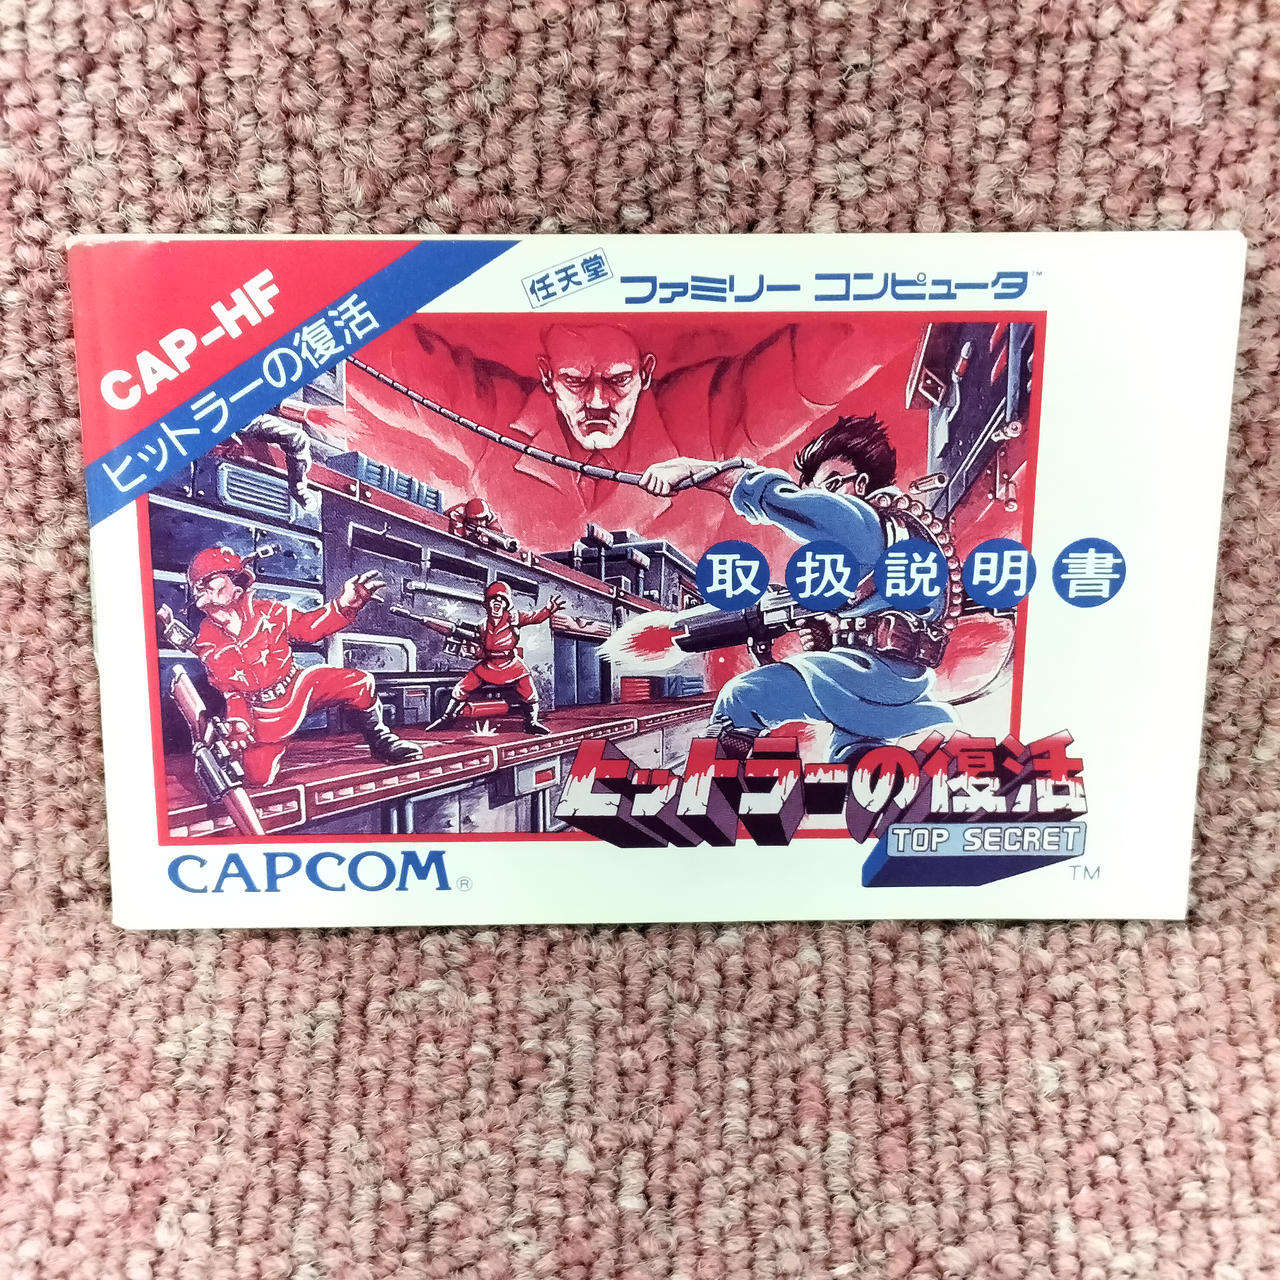 CAP-HF
ヒットラーの復活
任天堂 ファミリーコンピュータ™
取扱説明書
ヒットラーの復活
TOP SECRET
TM
CAPCOM®